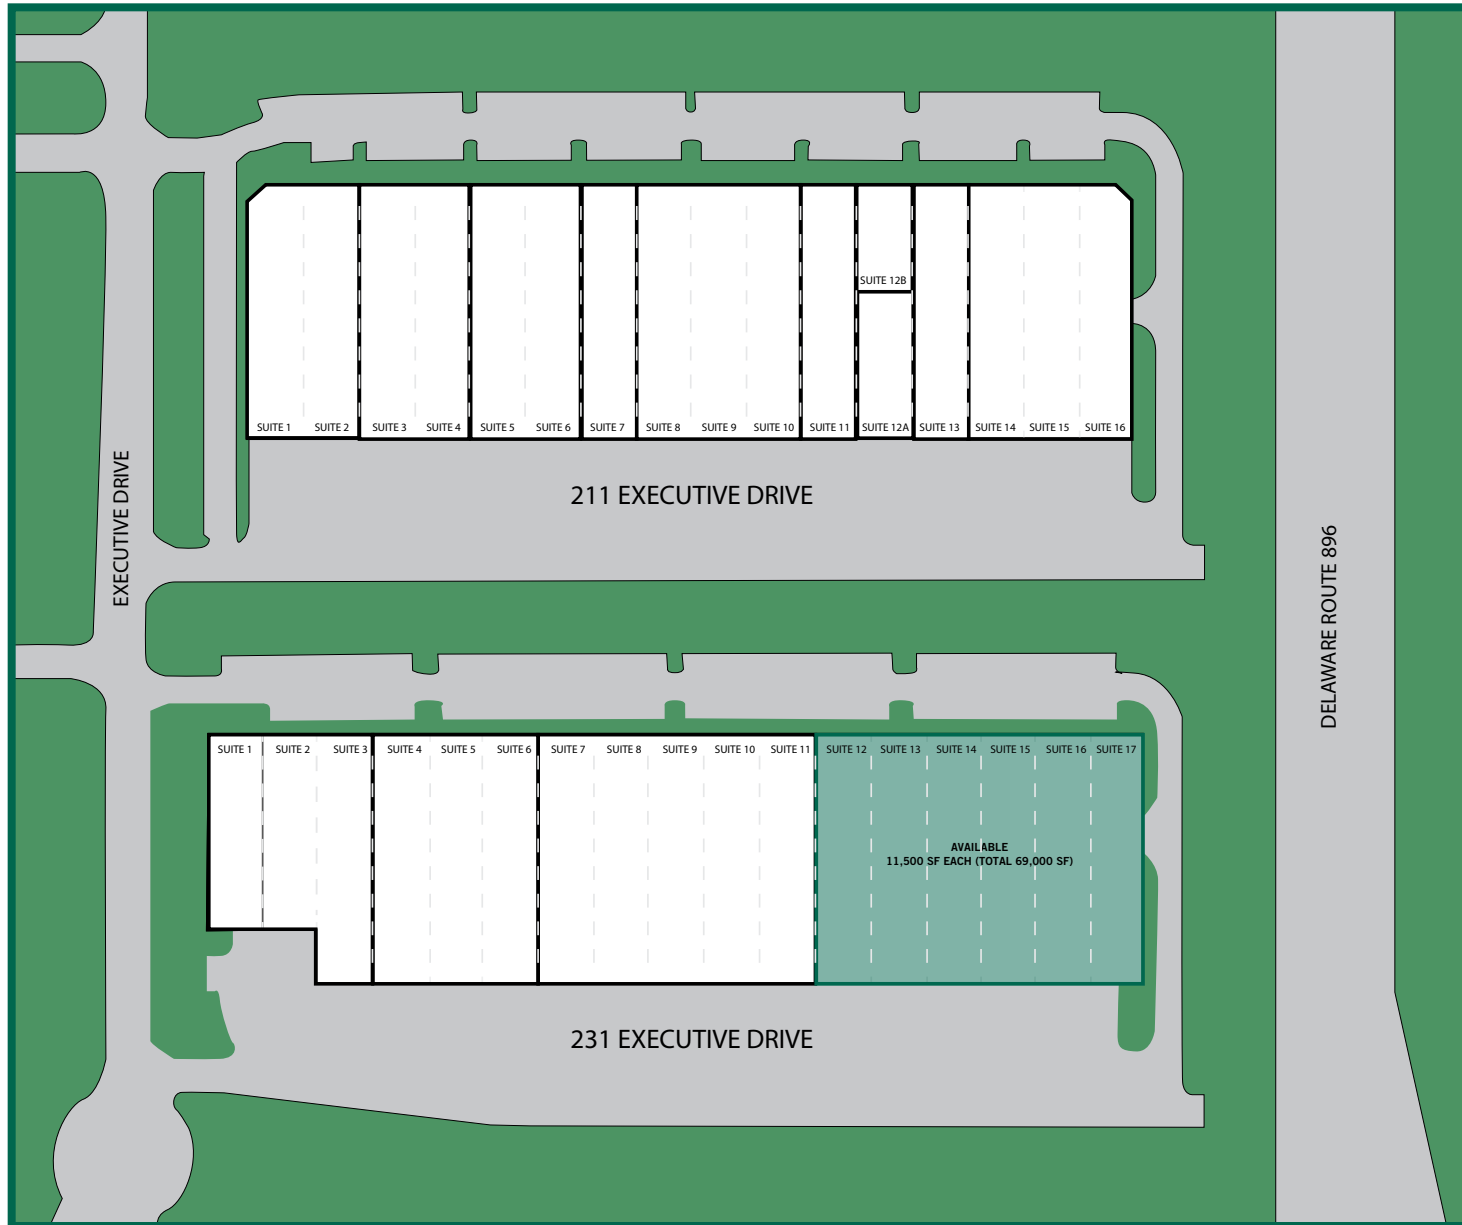 SUITE 12B
SUITE 1
SUITE 2
SUITE 3
SUITE 4
SUITE 5
SUITE 6
SUITE 7
SUITE 8
SUITE 9
SUITE 10
SUITE 11
SUITE 12A
SUITE 13
SUITE 14
SUITE 15
SUITE 16
211 EXECUTIVE DRIVE
EXECUTIVE DRIVE
DELAWARE ROUTE 896
SUITE 1
SUITE 2
SUITE 3
SUITE 4
SUITE 5
SUITE 6
SUITE 7
SUITE 8
SUITE 9
SUITE 10
SUITE 11
SUITE 12
SUITE 13
SUITE 14
SUITE 15
SUITE 16
SUITE 17
AVAILABLE
11,500 SF EACH (TOTAL 69,000 SF)
231 EXECUTIVE DRIVE